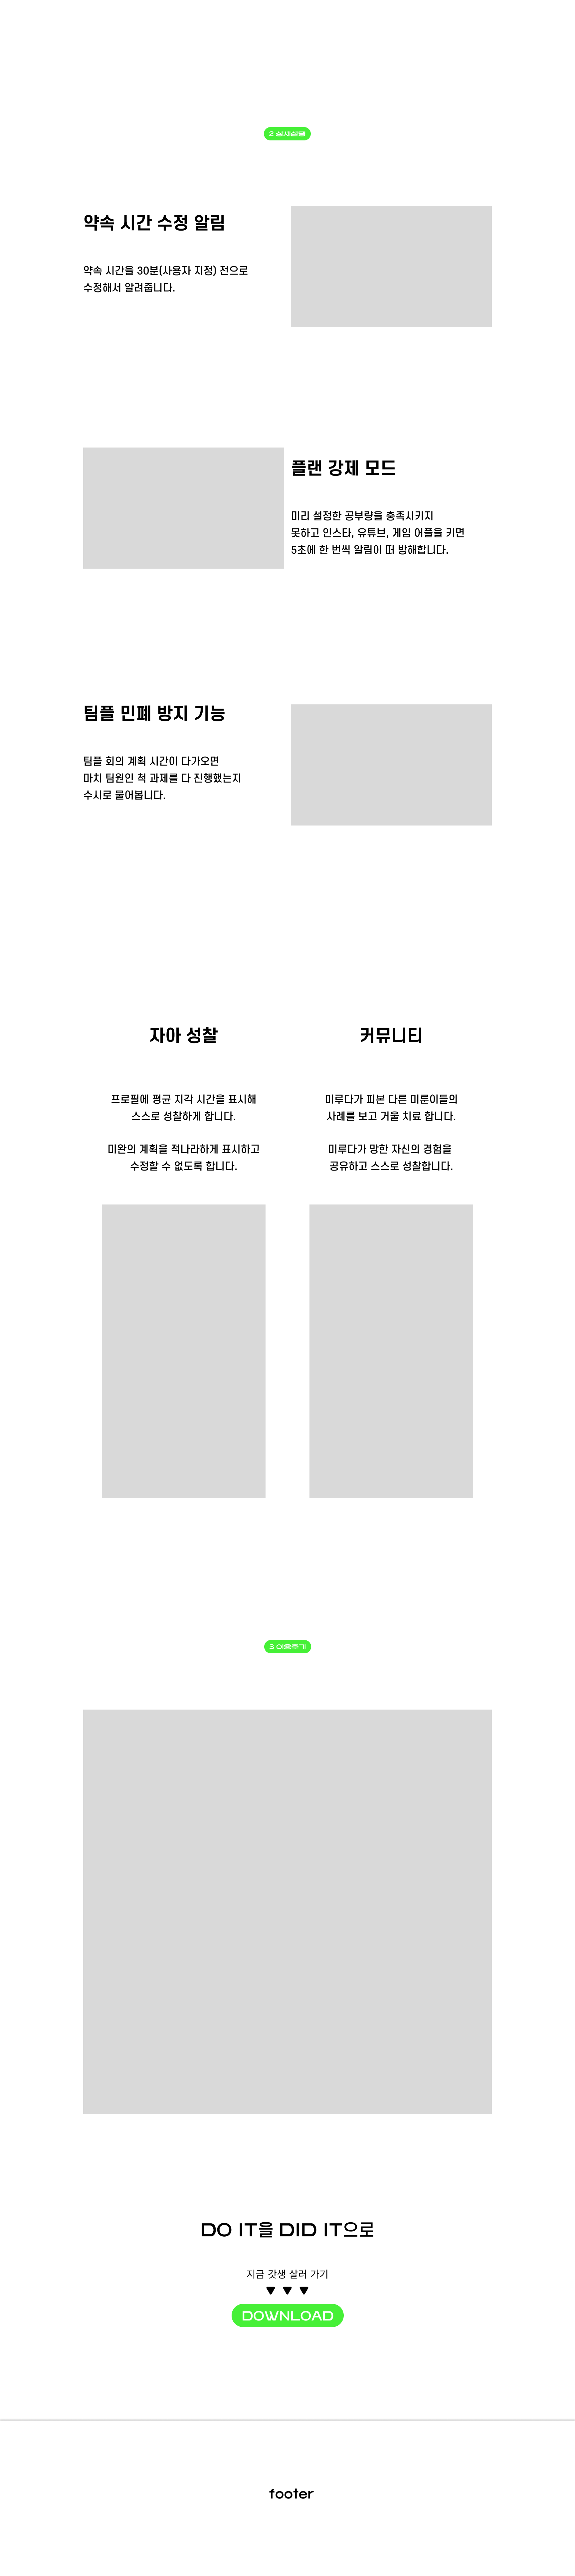 2
약속 시간 수정 알림
약속 시간을 30분(사용자 지정) 전으로
수정해서 알려줍니다.
플랜 강제 모드
미리 설정한 공부량을 충족시키지
못하고 인스타, 유튜브, 게임 어플을 키면
5초에 한 번씩 알림이 떠 방해합니다.
팀플 민폐 방지 기능
팀플 회의 계획 시간이 다가오면
마치 팀원인 척 과제를 다 진행했는지
수시로 물어봅니다.
자아 성찰
프로필에 평균 지각 시간을 표시해
스스로 성찰하게 합니다.
미완의 계획을 적나라하게 표시하고
수정할 수 없도록 합니다.
커뮤니티
미루다가 피본 다른 미룬이들의
사례를 보고 거울 치료 합니다.
미루다가 망한 자신의 경험을
공유하고 스스로 성찰합니다.
3 이용후기
DO IT을 DID IT으로
지금 갓생 살러 가기
DOWNLOAD
footer